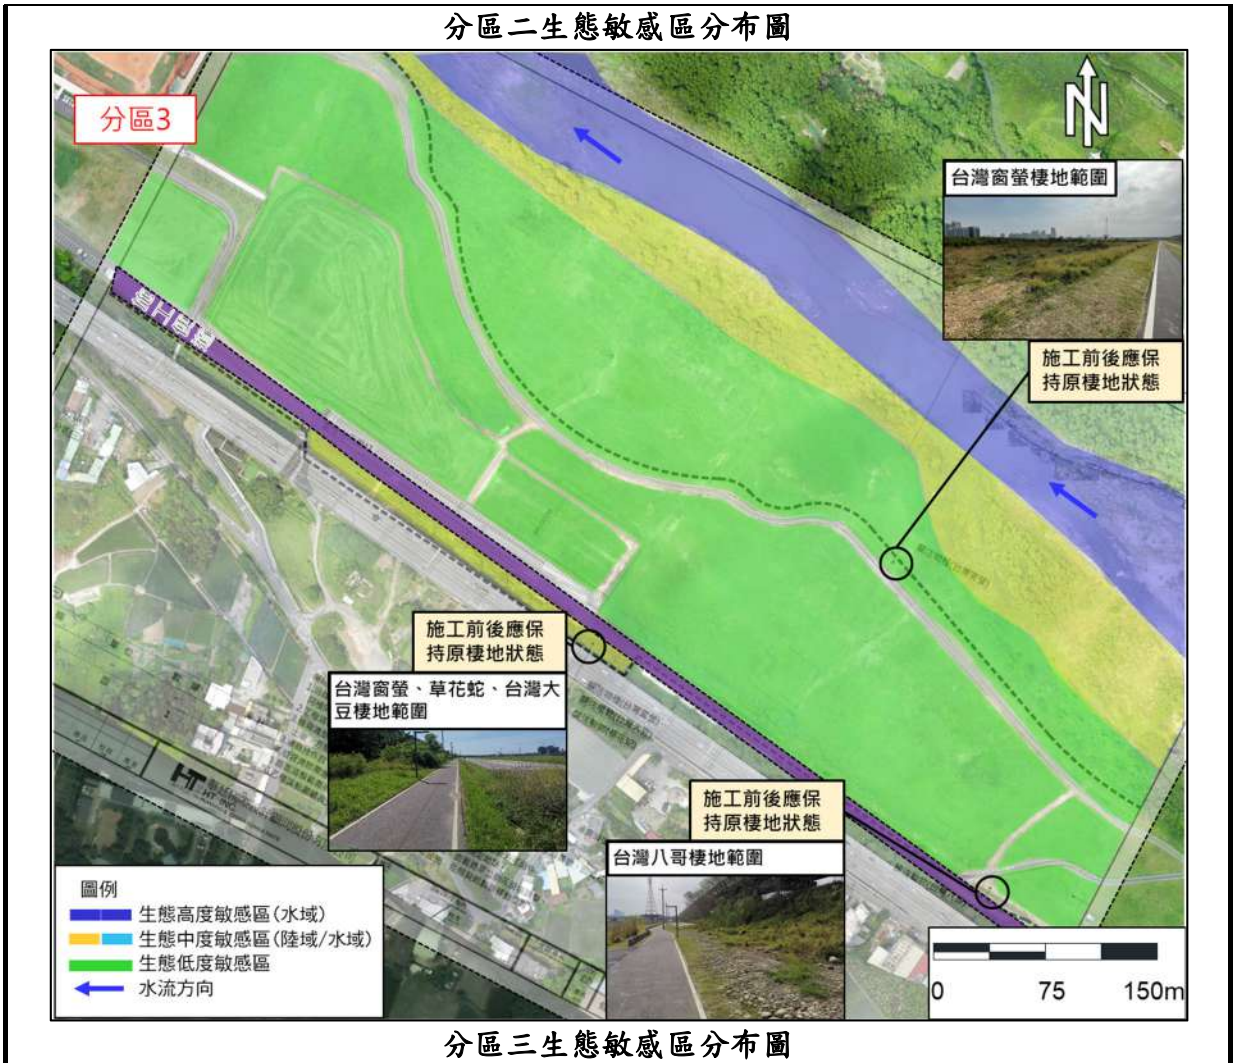 分區二生態敏感區分布圖
分區3
N
台灣窗螢棲地範圍
施工前後應保
持原棲地狀態
施工前後應保
持原棲地狀態
台灣窗螢、草花蛇、台灣大
豆棲地範圍
施工前後應保
持原棲地狀態
台灣八哥棲地範圍
HT INC.
圖例
生態高度敏感區(水域)
生態中度敏感區(陸域/水域)
生態低度敏感區
水流方向
0 75 150m
分區三生態敏感區分布圖